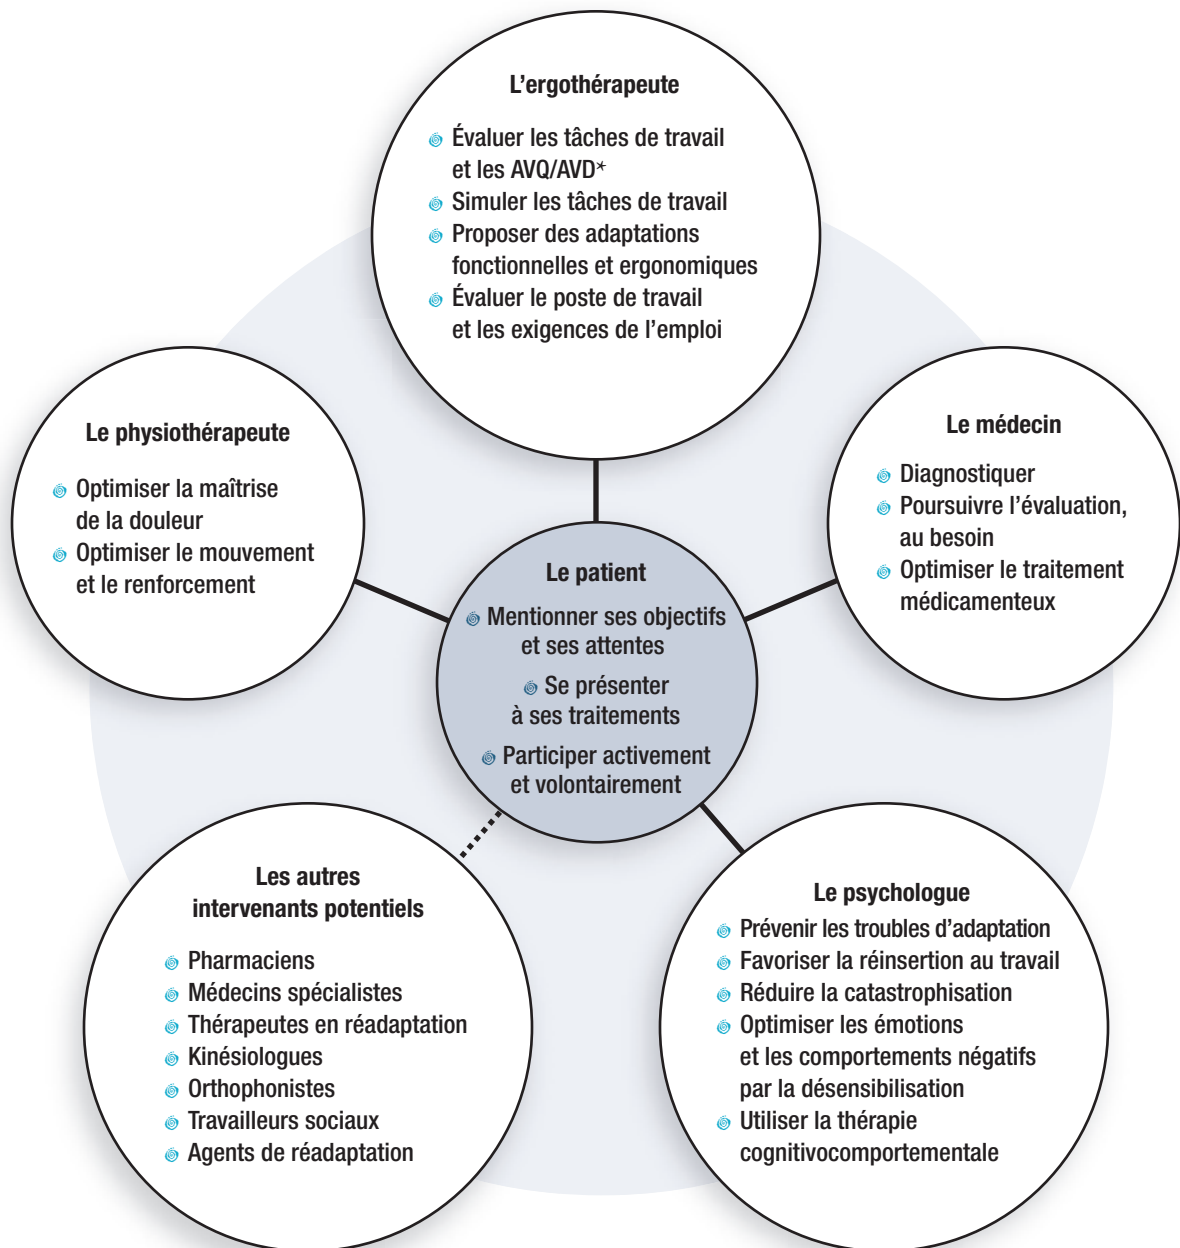 L'ergothérapeute
Évaluer les tâches de travail
et les AVQ/AVD*
Simuler les tâches de travail
Proposer des adaptations
fonctionnelles et ergonomiques
Évaluer le poste de travail
et les exigences de l'emploi
Le physiothérapeute
Optimiser la maîtrise
de la douleur
Optimiser le mouvement
et le renforcement
Le médecin
Diagnostiquer
Poursuivre l'évaluation,
au besoin
Optimiser le traitement
médicamenteux
Le patient
Mentionner ses objectifs
et ses attentes
Se présenter
à ses traitements
Participer activement
et volontairement
Les autres
intervenants potentiels
Pharmaciens
Médecins spécialistes
Thérapeutes en réadaptation
Kinésiologues
Orthophonistes
Travailleurs sociaux
Agents de réadaptation
Le psychologue
Prévenir les troubles d'adaptation
Favoriser la réinsertion au travail
Réduire la catastrophisation
Optimiser les émotions
et les comportements négatifs
par la désensibilisation
Utiliser la thérapie
cognitivocomportementale